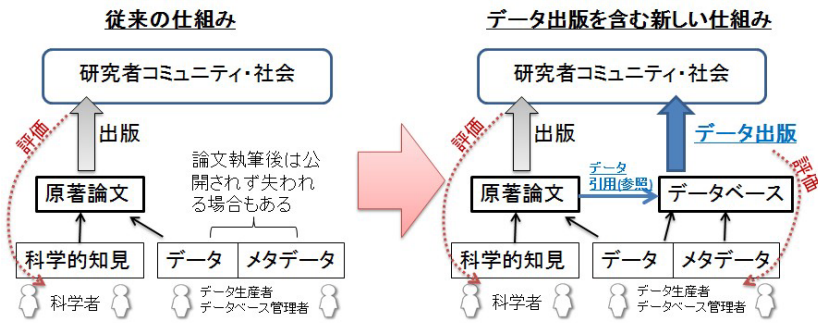 従来の仕組み
研究者コミュニティ・社会
評価
出版
論文執筆後は公
開されず失われ
る場合もある
原著論文
科学的知見
データ
メタデータ
科学者
データ生産者
データベース管理者
データ出版を含む新しい仕組み
研究者コミュニティ・社会
評価
出版
データ出版
評価
データ
引用(参照)
原著論文
データベース
科学的知見
データ
メタデータ
科学者
データ生産者
データベース管理者